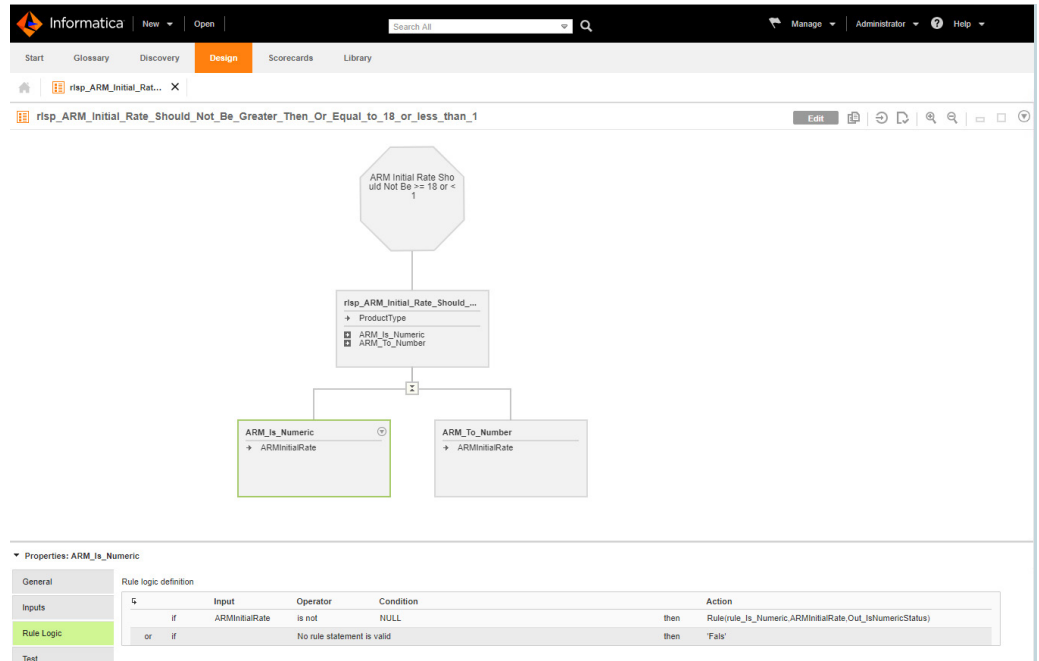 Informatica New Open Search All Manage Administrator ? Help
Start Glossary Discovery Design Scorecards Library
rlsp_ARM_Initial_Rat... X
rlsp_ARM_Initial_Rate_Should_Not_Be_Greater_Then_Or_Equal_to_18_or_less_than_1 Edit
ARM Initial Rate Sho
uld Not Be >= 18 or <
1
rlsp_ARM_Initial_Rate_Should_...
ProductType
ARM_Is_Numeric
ARM_To_Number
ARM_Is_Numeric ARM_To_Number
ARMInitialRate ARMInitialRate
Properties: ARM_Is_Numeric
General Rule logic definition
Inputs Input Operator Condition Action
if ARMInitialRate is not NULL then Rule(rule_Is_Numeric,ARMInitialRate,Out_IsNumericStatus)
Rule Logic or if No rule statement is valid then 'Fals'
Test